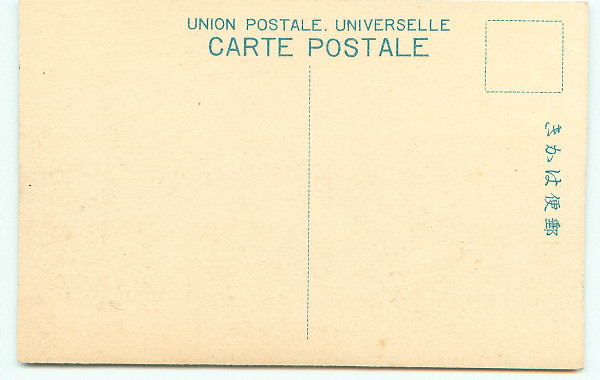 UNION POSTALE. UNIVERSELLE
CARTE POSTALE
郵便はかき